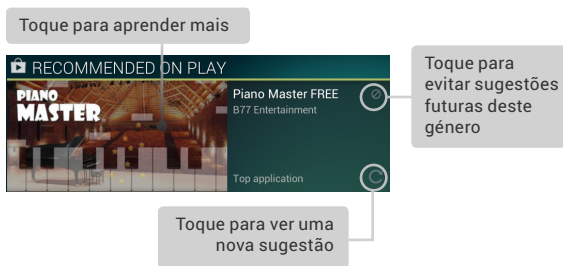 Toque para aprender mais
RECOMMENDED ON PLAY
PIANO
MASTER
Piano Master FREE
B77 Entertainment
Top application
Toque para
evitar sugestões
futuras deste
género
Toque para ver uma
nova sugestão